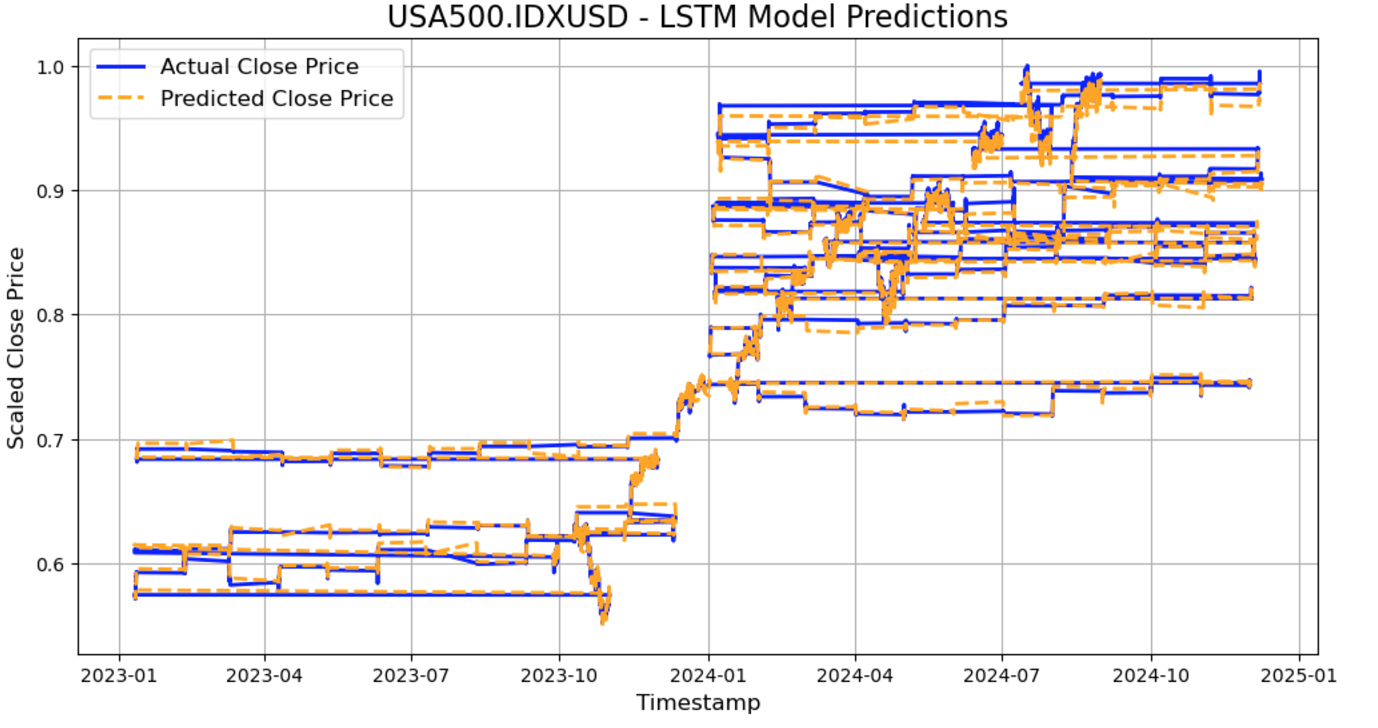 USA500.IDXUSD - LSTM Model Predictions
Actual Close Price
Predicted Close Price
Scaled Close Price
1.0
0.9
0.8
0.7
0.6
2023-01 2023-04 2023-07 2023-10 2024-01 2024-04 2024-07 2024-10 2025-01
Timestamp